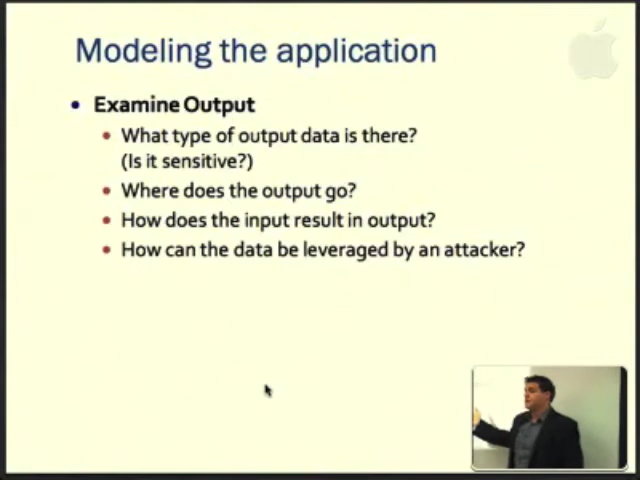 Modeling the application
• Examine Output
• What type of output data is there?
(Is it sensitive?)
• Where does the output go?
• How does the input result in output?
• How can the data be leveraged by an attacker?